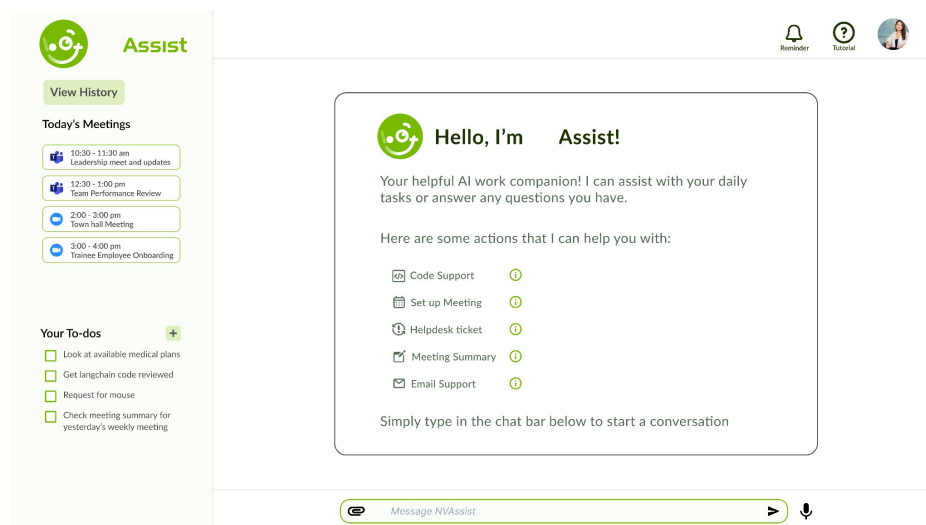 Assist
Reminder
Tutorial
View History
Today's Meetings
10:30 - 11:30 am
Leadership meet and updates
12:30 - 1:00 pm
Team Performance Review
2:00 - 3:00 pm
Town hall Meeting
3:00 - 4:00 pm
Trainee Employee Onboarding
Your To-dos +
Look at available medical plans
Get langchain code reviewed
Request for mouse
Check meeting summary for
yesterday's weekly meeting
Hello, I'm Assist!
Your helpful AI work companion! I can assist with your daily
tasks or answer any questions you have.
Here are some actions that I can help you with:
Code Support
Set up Meeting
Helpdesk ticket
Meeting Summary
Email Support
Simply type in the chat bar below to start a conversation
Message NVAssist